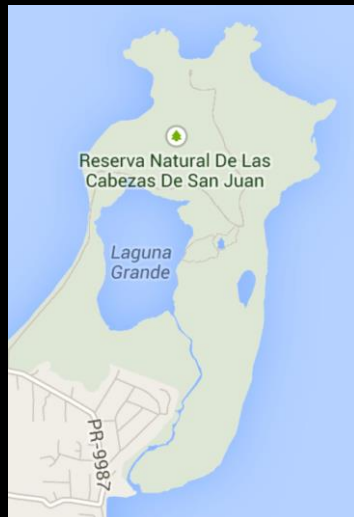 Reserva Natural De Las
Cabezas De San Juan
Laguna
Grande
PR-9987